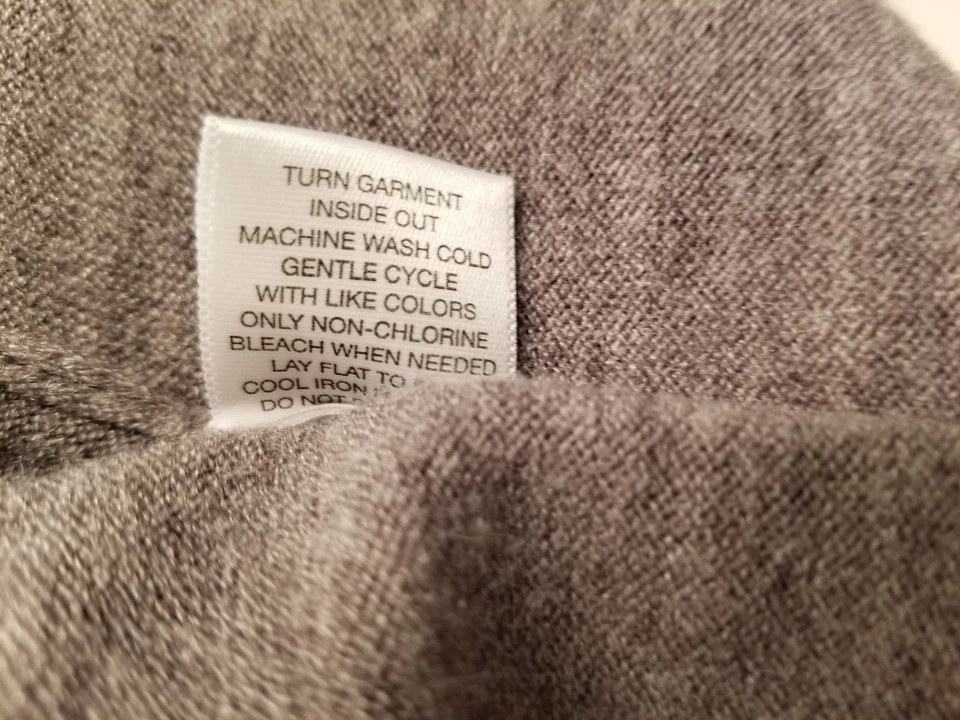 TURN GARMENT
INSIDE OUT
MACHINE WASH COLD
GENTLE CYCLE
WITH LIKE COLORS
ONLY NON-CHLORINE
BLEACH WHEN NEEDED
LAY FLAT TO
COOL IRON
DO NOT